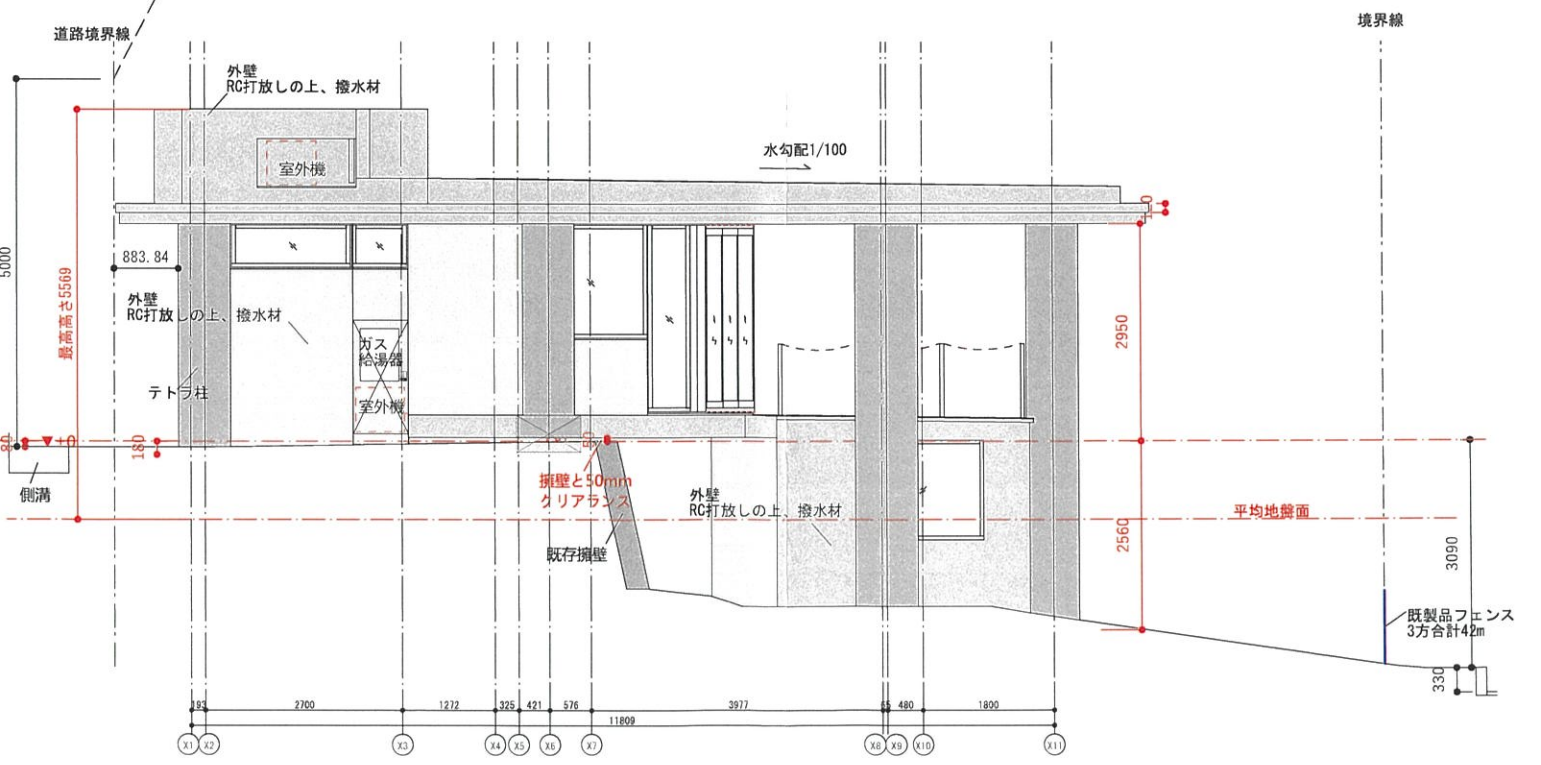 道路境界線
境界線
外壁
RC打放しの上、撥水材
室外機
水勾配1/100
5000
最高高さ5569
883.84
外壁
RC打放しの上、撥水材
ガス
給湯器
テトラ柱
室外機
2950
±0
180
側溝
擁壁と50mm
クリアランス
既存擁壁
外壁
RC打放しの上、撥水材
平均地盤面
2560
3090
既製品フェンス
3方合計42m
330
193 2700 1272 325 421 576 3977 480 1800
11809
X1 X2 X3 X4 X5 X6 X7 X8 X9 X10 X11